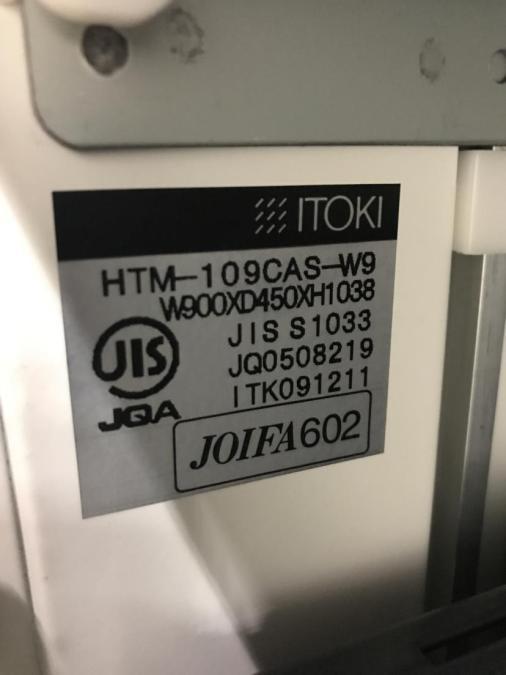 ITOKI
HTM-109CAS-W9
W900XD450XH1038
JIS S1033
JQ0508219
ITK091211
JIS
JQA
JOIFA602